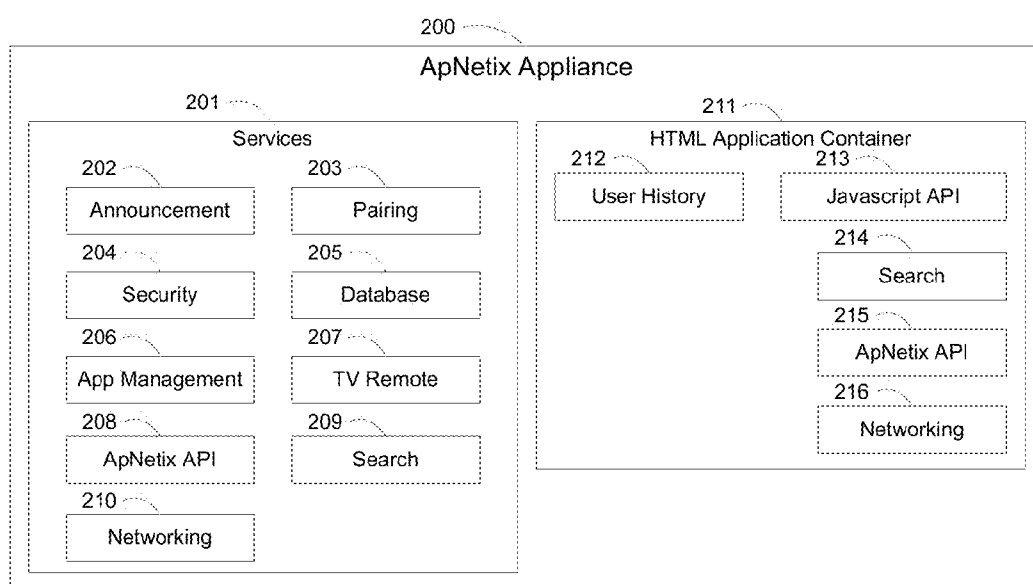 200
ApNetix Appliance
201
Services
202
Announcement
203
Pairing
204
Security
205
Database
206
App Management
207
TV Remote
208
ApNetix API
209
Search
210
Networking
211
HTML Application Container
212
User History
213
Javascript API
214
Search
215
ApNetix API
216
Networking